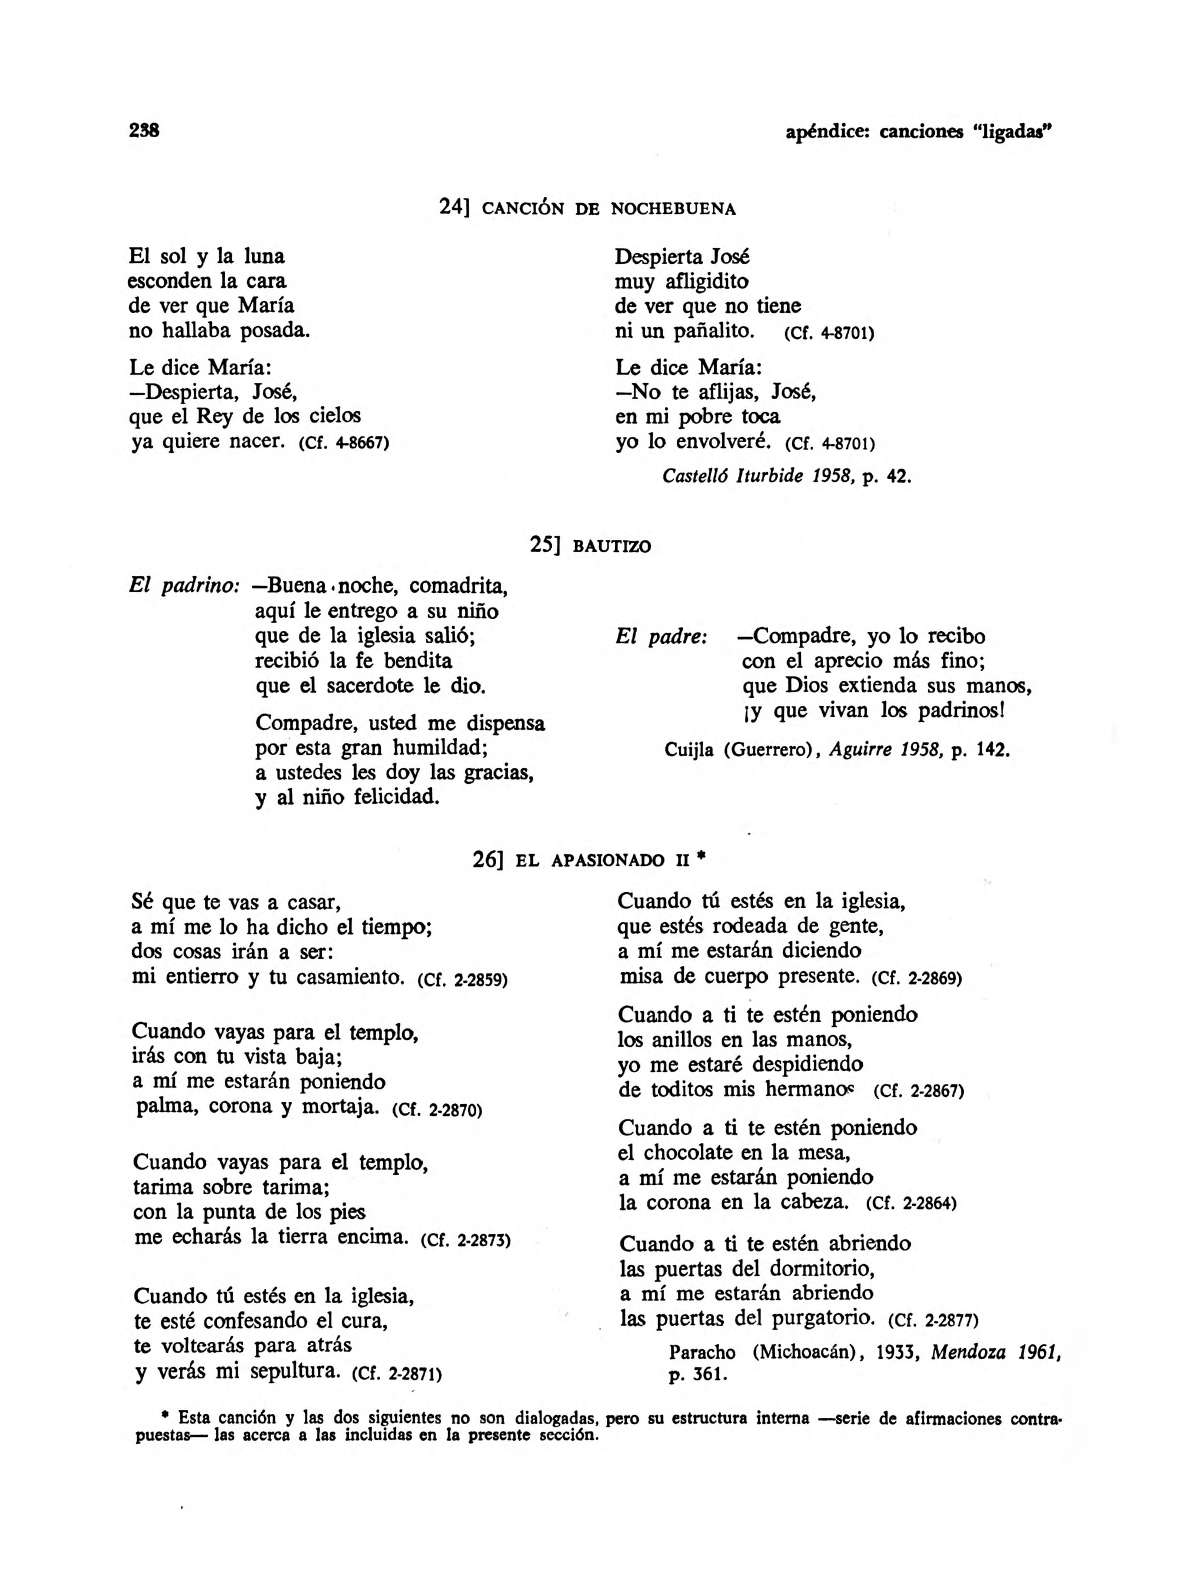 238
apéndice: canciones "ligadas"
24] CANCIÓN DE NOCHEBUENA
El sol y la luna
esconden la cara
de ver que María
no hallaba posada.
Le dice María:
—Despierta, José,
que el Rey de los cielos
ya quiere nacer. (Cf. 4-8667)
Despierta José
muy afligidito
de ver que no tiene
ni un pañalito. (Cf. 4-8701)
Le dice María:
—No te aflijas, José,
en mi pobre toca
yo lo envolveré. (Cf. 4-8701)
Castelló Iturbide 1958, p. 42.
25] BAUTIZO
El padrino: —Buena noche, comadrita,
aquí le entrego a su niño
que de la iglesia salió;
recibió la fe bendita
que el sacerdote le dio.
Compadre, usted me dispensa
por esta gran humildad;
a ustedes les doy las gracias,
y al niño felicidad.
El padre: —Compadre, yo lo recibo
con el aprecio más fino;
que Dios extienda sus manos,
¡y que vivan los padrinos!
Cuijla (Guerrero), Aguirre 1958, p. 142.
26] EL APASIONADO II *
Sé que te vas a casar,
a mí me lo ha dicho el tiempo;
dos cosas irán a ser:
mi entierro y tu casamiento. (Cf. 2-2859)
Cuando vayas para el templo,
irás con tu vista baja;
a mí me estarán poniendo
palma, corona y mortaja. (Cf. 2-2870)
Cuando vayas para el templo,
tarima sobre tarima;
con la punta de los pies
me echarás la tierra encima. (Cf. 2-2873)
Cuando tú estés en la iglesia,
te esté confesando el cura,
te voltearás para atrás
y verás mi sepultura. (Cf. 2-2871)
Cuando tú estés en la iglesia,
que estés rodeada de gente,
a mí me estarán diciendo
misa de cuerpo presente. (Cf. 2-2869)
Cuando a ti te estén poniendo
los anillos en las manos,
yo me estaré despidiendo
de toditos mis hermanos (Cf. 2-2867)
Cuando a ti te estén poniendo
el chocolate en la mesa,
a mí me estarán poniendo
la corona en la cabeza. (Cf. 2-2864)
Cuando a ti te estén abriendo
las puertas del dormitorio,
a mí me estarán abriendo
las puertas del purgatorio. (Cf. 2-2877)
Paracho (Michoacán), 1933, Mendoza 1961,
p. 361.
* Esta canción y las dos siguientes no son dialogadas, pero su estructura interna —serie de afirmaciones contra-
puestas— las acerca a las incluidas en la presente sección.